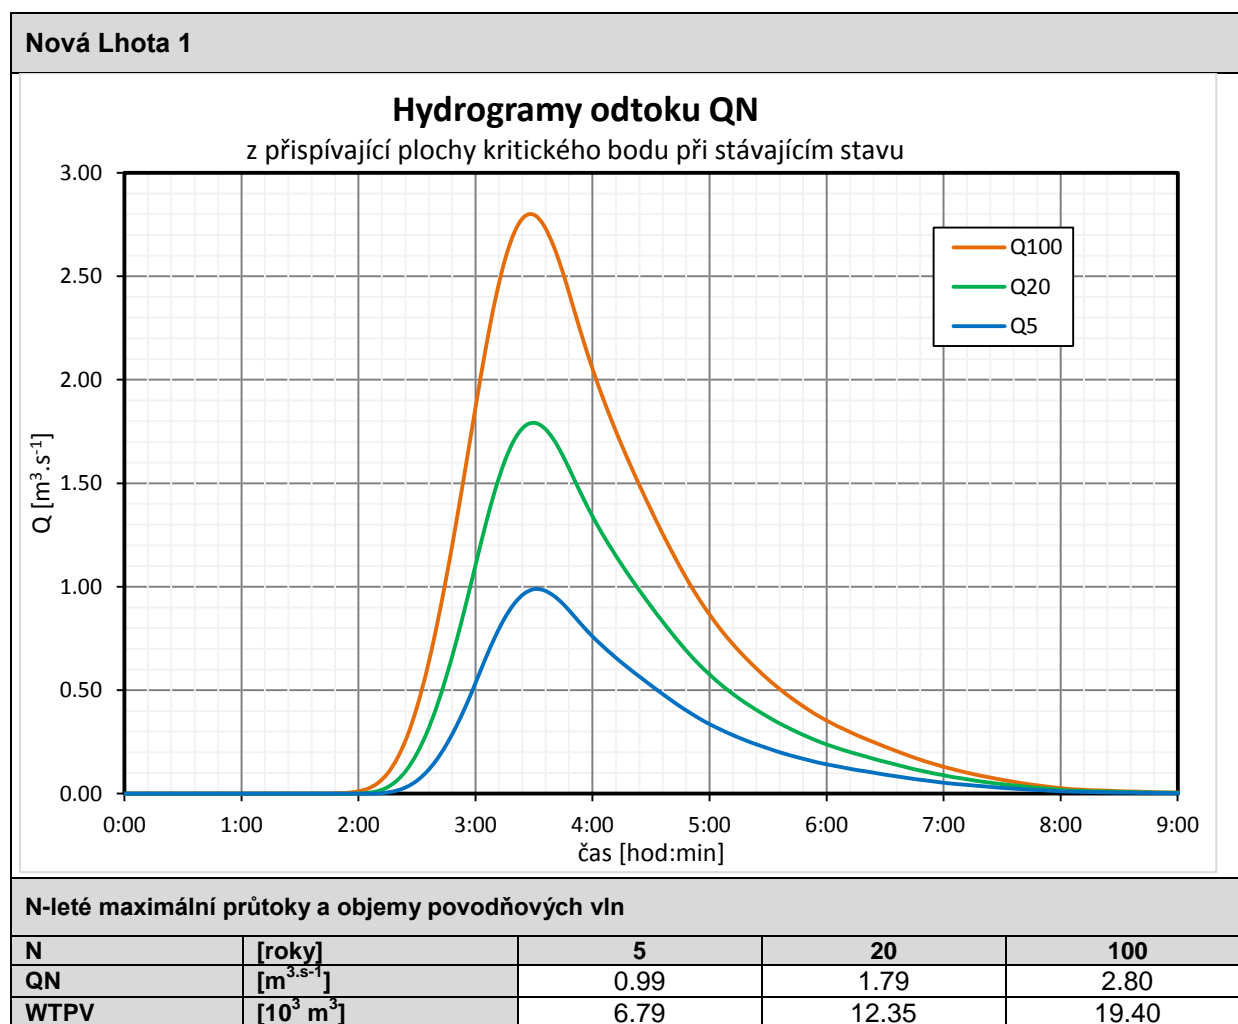 Nová Lhota 1
Hydrogramy odtoku QN
z přispívající plochy kritického bodu při stávajícím stavu
3.00
2.50
2.00
1.50
1.00
0.50
0.00
Q [m³.s⁻¹]
Q100
Q20
Q5
0:00 1:00 2:00 3:00 4:00 5:00 6:00 7:00 8:00 9:00
čas [hod:min]
N-leté maximální průtoky a objemy povodňových vln
N [roky] 5 20 100
QN [m³·ˢ⁻¹] 0.99 1.79 2.80
WTPV [10³ m³] 6.79 12.35 19.40